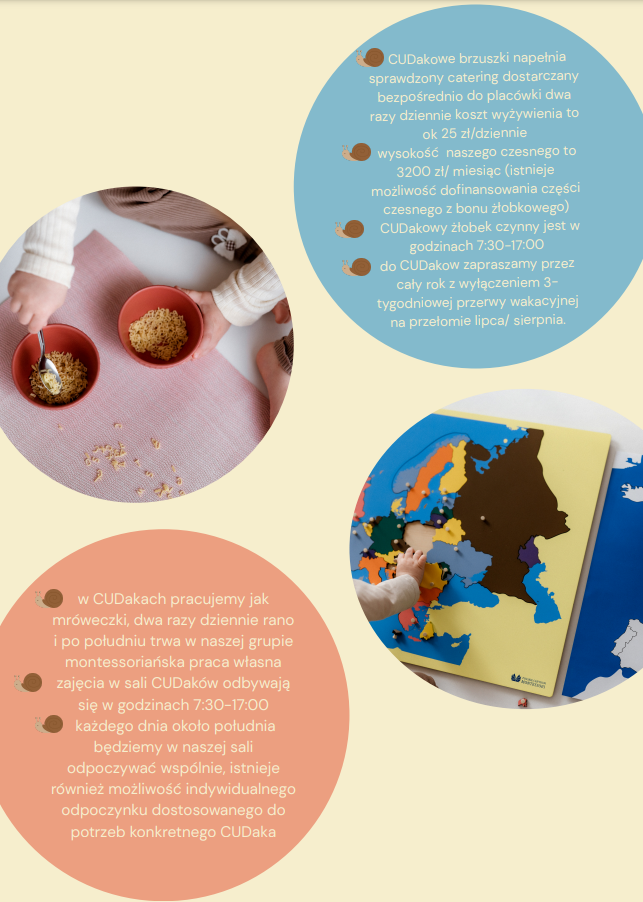 CUDakowe brzuszki napełnia
sprawdzony catering dostarczany
bezpośrednio do placówki dwa
razy dziennie koszt wyżywienia to
ok 25 zł/dziennie
wysokość naszego czesnego to
3200 zł/ miesiąc (istnieje
możliwość dofinansowania części
czesnego z bonu żłobkowego)
CUDakowy żłobek czynny jest w
godzinach 7:30-17:00
do CUDakow zapraszamy przez
cały rok z wyłączeniem 3-
tygodniowej przerwy wakacyjnej
na przełomie lipca/ sierpnia.
w CUDakach pracujemy jak
mróweczki, dwa razy dziennie rano
i po południu trwa w naszej grupie
montessoriańska praca własna
zajęcia w sali CUDaków odbywają
się w godzinach 7:30-17:00
każdego dnia około południa
będziemy w naszej sali
odpoczywać wspólnie, istnieje
również możliwość indywidualnego
odpoczynku dostosowanego do
potrzeb konkretnego CUDaka